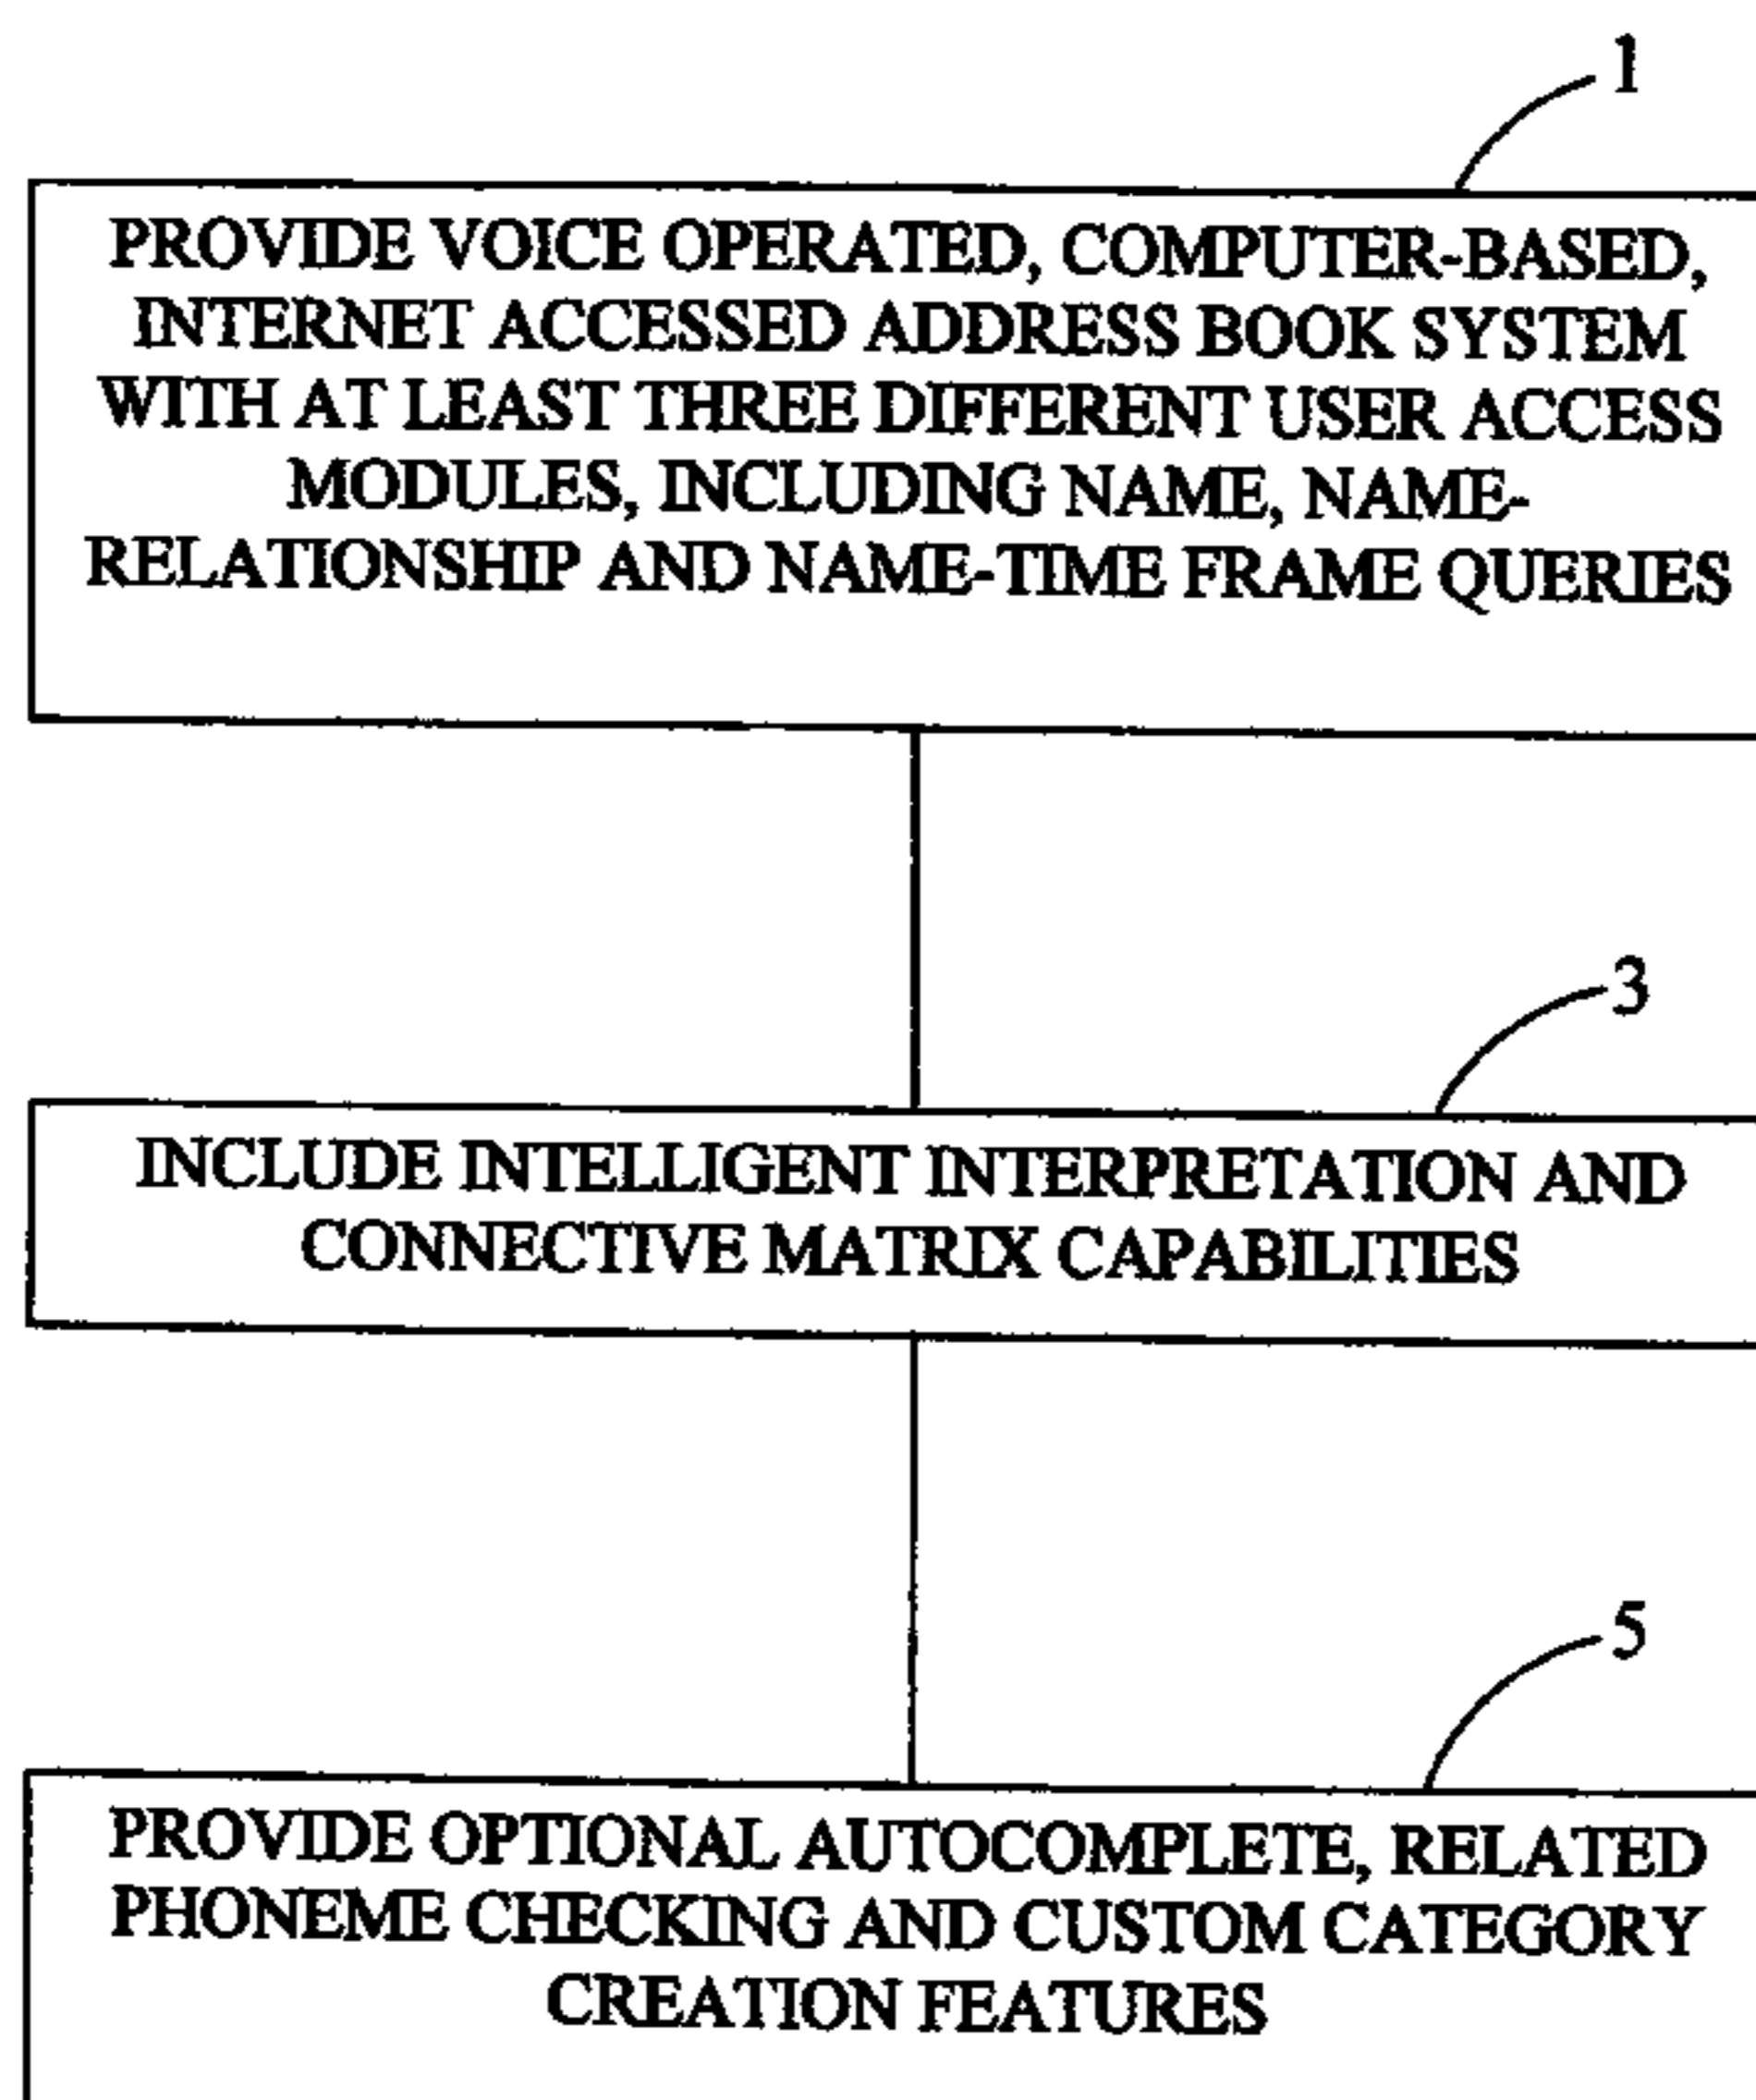 1
PROVIDE VOICE OPERATED, COMPUTER-BASED,
INTERNET ACCESSED ADDRESS BOOK SYSTEM
WITH AT LEAST THREE DIFFERENT USER ACCESS
MODULES, INCLUDING NAME, NAME-
RELATIONSHIP AND NAME-TIME FRAME QUERIES
3
INCLUDE INTELLIGENT INTERPRETATION AND
CONNECTIVE MATRIX CAPABILITIES
5
PROVIDE OPTIONAL AUTOCOMPLETE, RELATED
PHONEME CHECKING AND CUSTOM CATEGORY
CREATION FEATURES